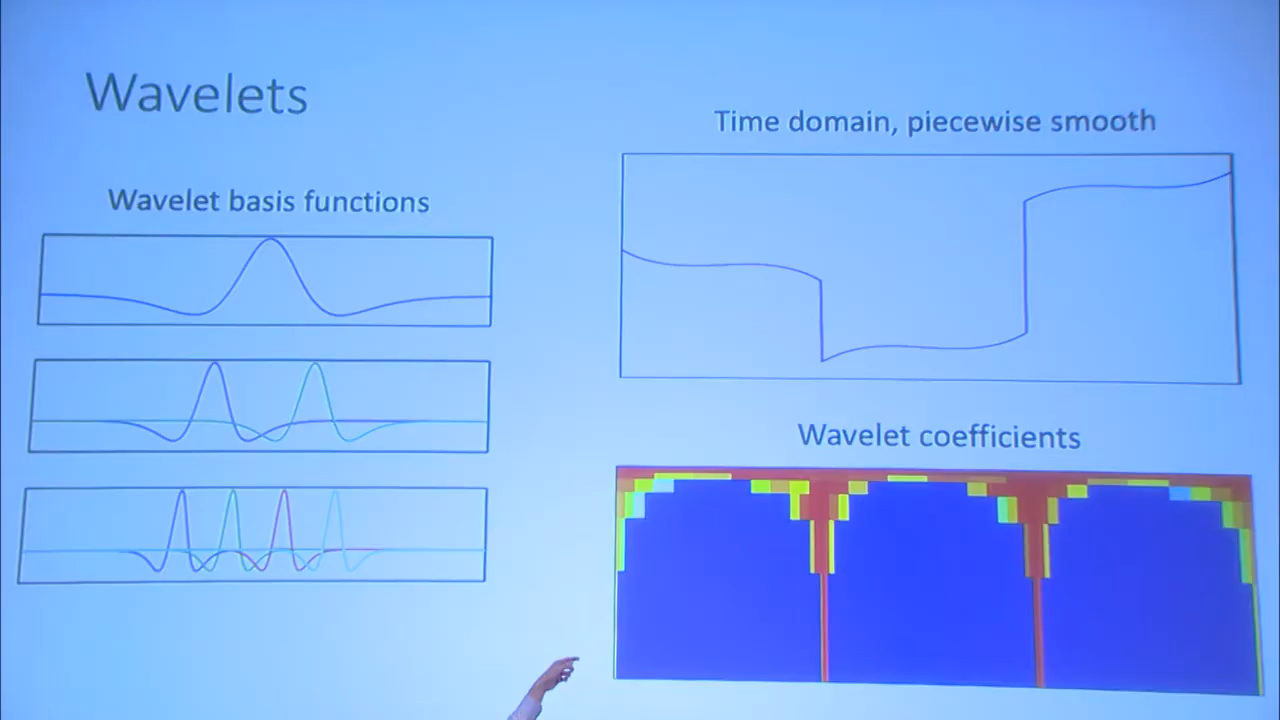 Wavelets
Wavelet basis functions
Time domain, piecewise smooth
Wavelet coefficients